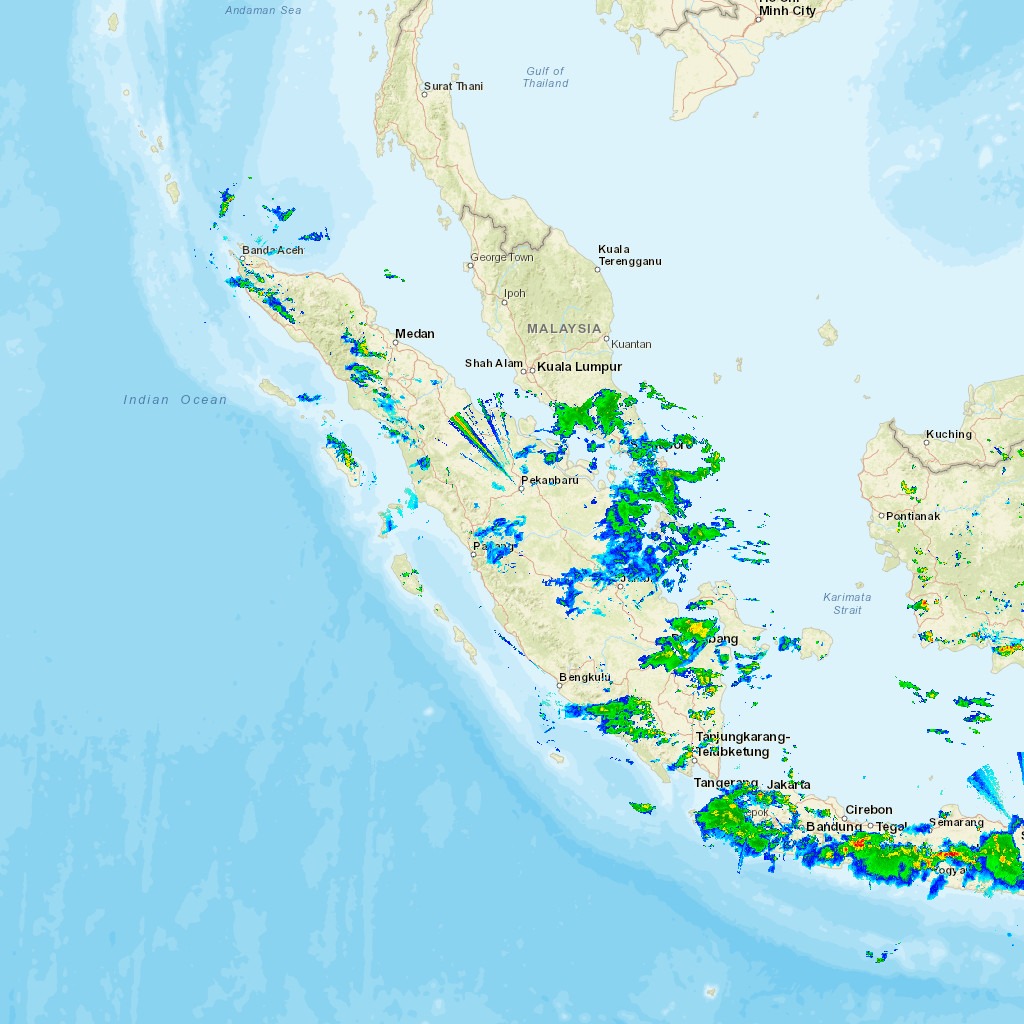 Andaman Sea
Minh City
Gulf of
Thailand
Surat Thani
Banda Aceh
George Town
Kuala
Terengganu
Ipoh
MALAYSIA
Medan
Kuantan
Shah Alam
Kuala Lumpur
Indian Ocean
Kuching
Pekanbaru
Pontianak
Karimata
Strait
Bengkulu
Tanjungkarang-
Telubketung
Tangerang
Jakarta
Cirebon
Bandung
Tegal
Semarang